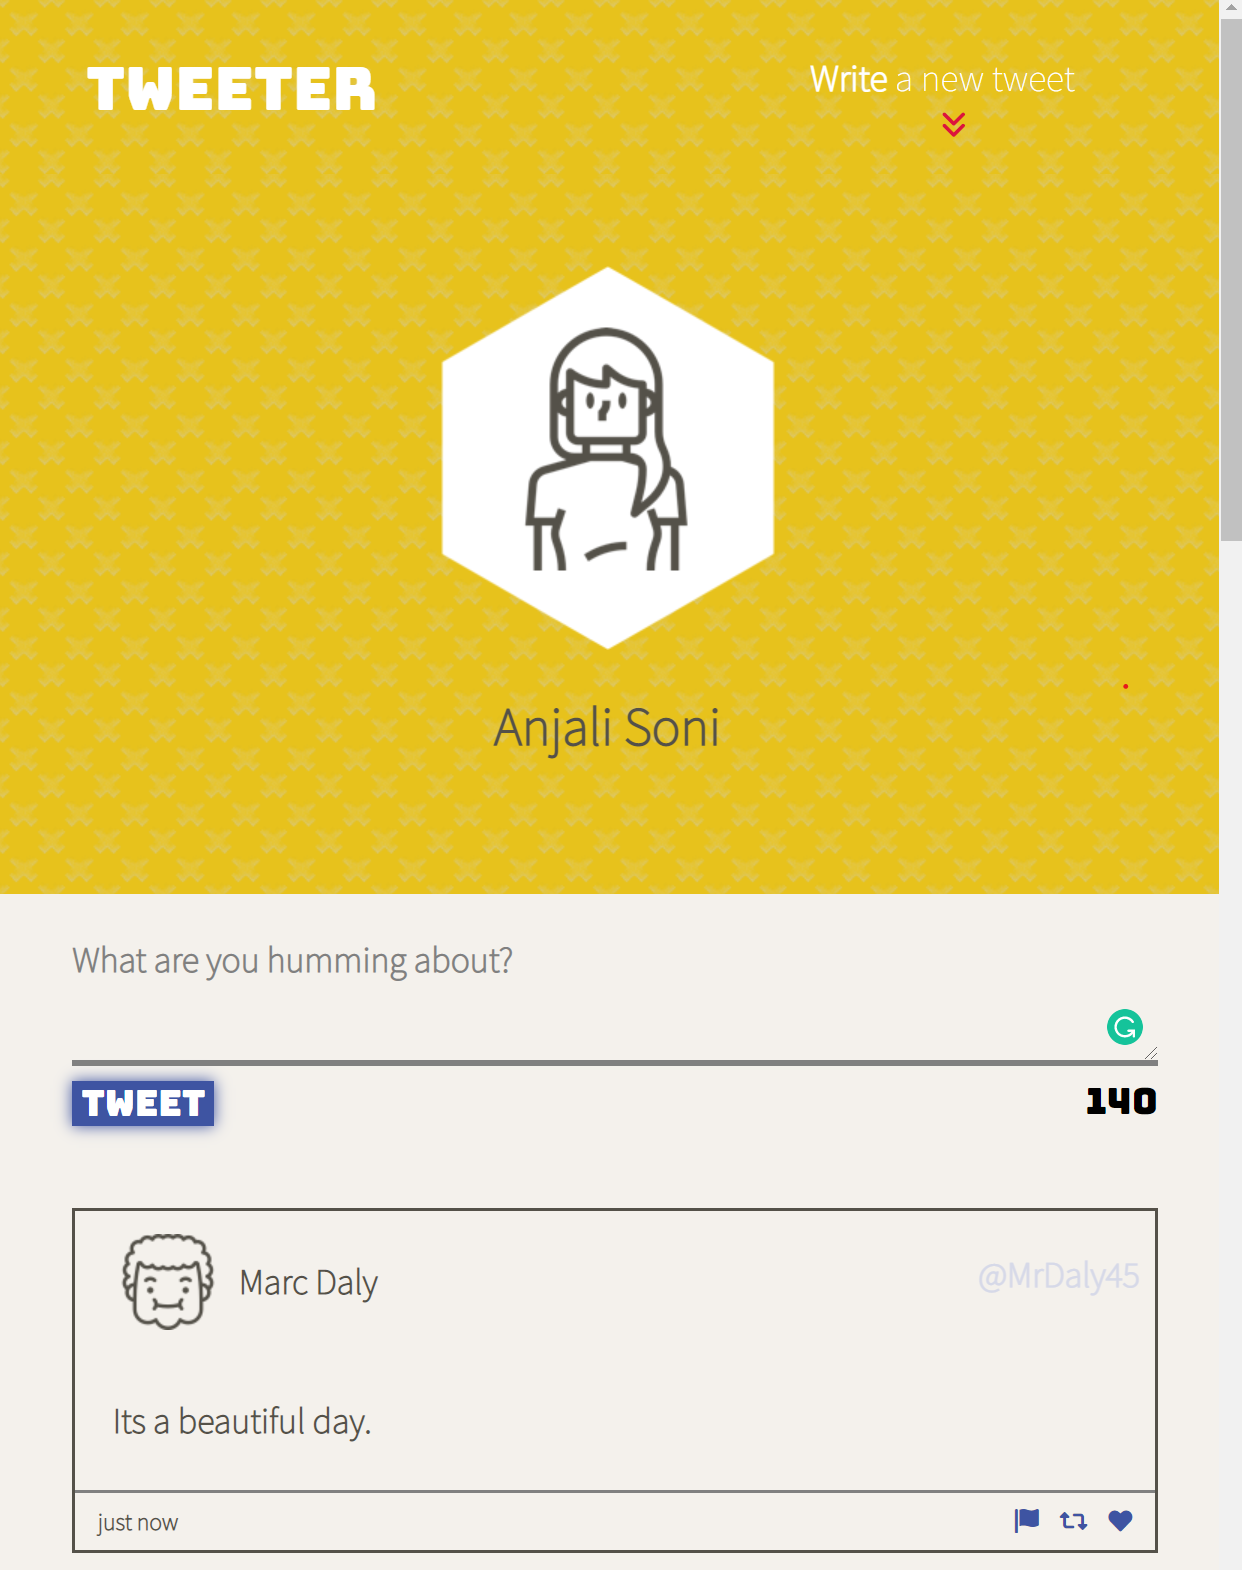 TWEETER
Write a new tweet
Anjali Soni
What are you humming about?
TWEET
140
Marc Daly
@MrDaly45
Its a beautiful day.
just now